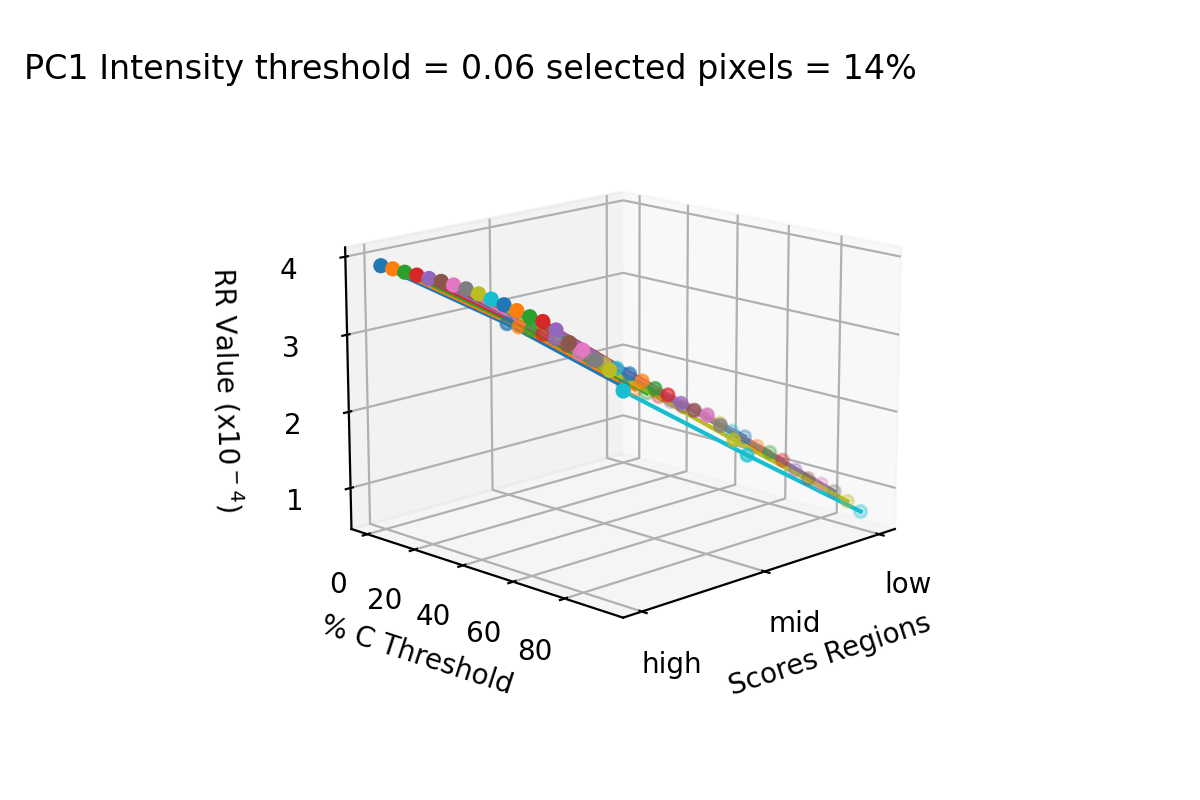 PC1 Intensity threshold = 0.06 selected pixels = 14%
RR Value (x10⁻⁴)
4
3
2
1
0
20
40
60
80
% C Threshold
high
mid
low
Scores Regions